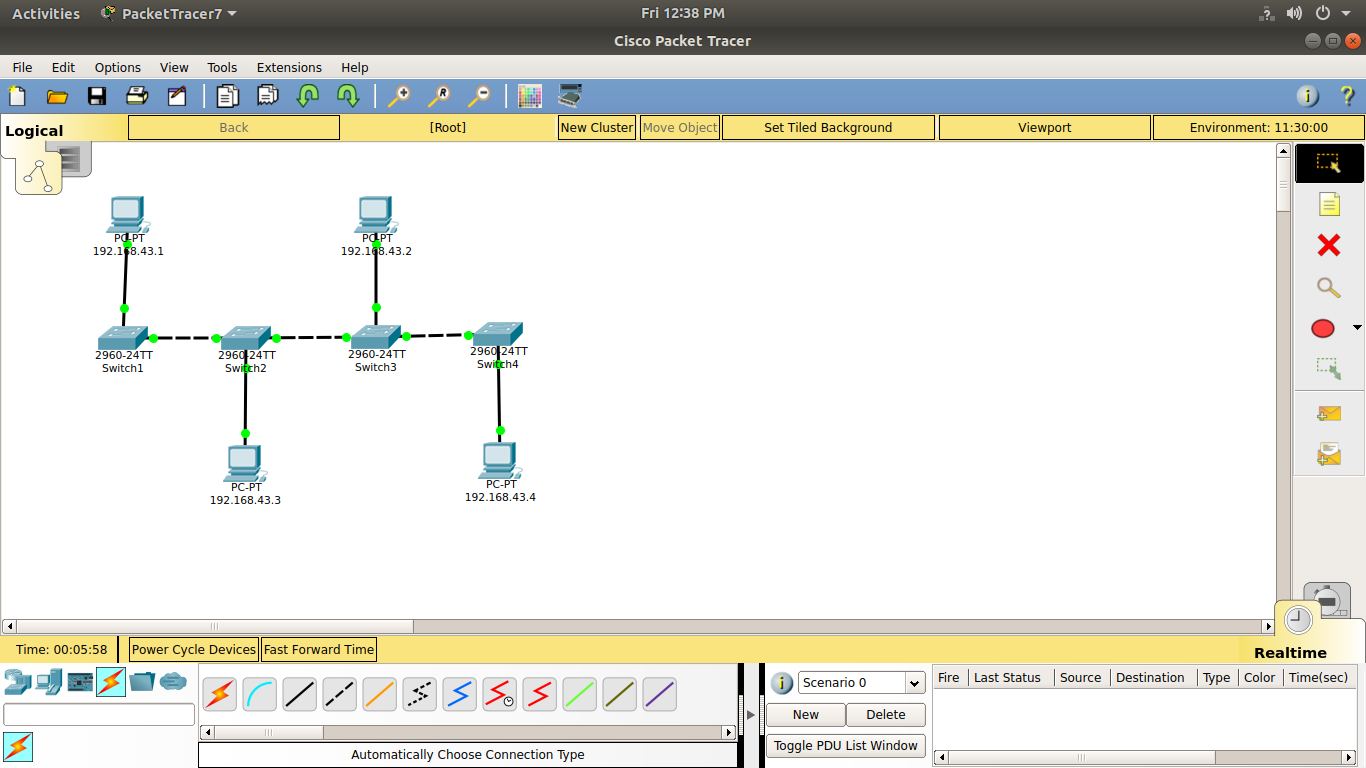 Activities PacketTracer7 Fri 12:38 PM
Cisco Packet Tracer
File Edit Options View Tools Extensions Help
Logical Back [Root] New Cluster Move Object Set Tiled Background Viewport Environment: 11:30:00
PC-PT
192.168.43.1
PC-PT
192.168.43.2
2960-24TT
Switch1
2960-24TT
Switch2
2960-24TT
Switch3
2960-24TT
Switch4
PC-PT
192.168.43.3
PC-PT
192.168.43.4
Time: 00:05:58 Power Cycle Devices Fast Forward Time
Realtime
Scenario 0
New Delete
Toggle PDU List Window
Fire Last Status Source Destination Type Color Time(sec)
Automatically Choose Connection Type